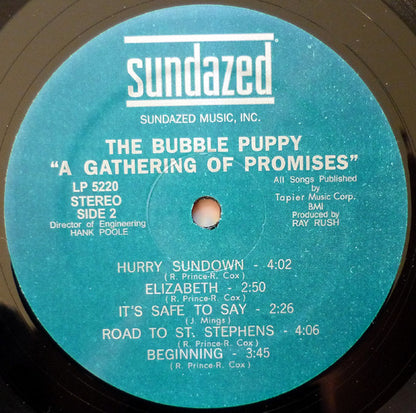 sundazed
SUNDAZED MUSIC, INC.
THE BUBBLE PUPPY
"A GATHERING OF PROMISES"
LP 5220
STEREO
SIDE 2
Director of Engineering
HANK POOLE
All Songs Published
by
Tapier Music Corp.
BMI
Produced by
RAY RUSH
HURRY SUNDOWN - 4:02
(R. Prince-R. Cox)
ELIZABETH - 2:50
(R. Prince-R. Cox)
IT'S SAFE TO SAY - 2:26
(J. Mings)
ROAD TO ST. STEPHENS - 4:06
(R. Prince-R. Cox)
BEGINNING - 3:45
(R. Prince-R. Cox)